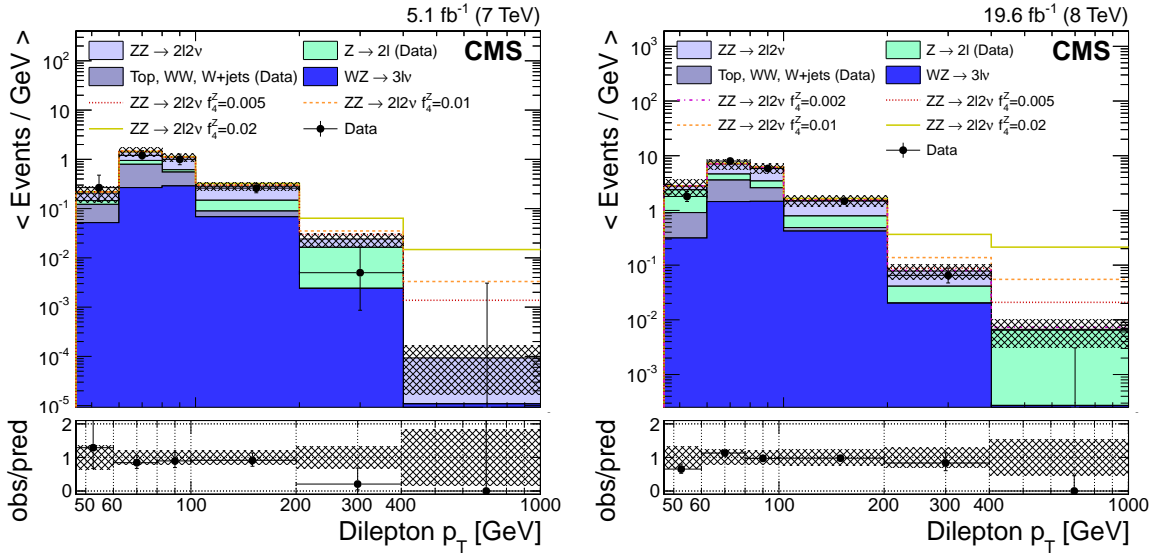 5.1 fb⁻¹ (7 TeV)
CMS
ZZ → 2l2ν
Z → 2l (Data)
Top, WW, W+jets (Data)
WZ → 3lν
ZZ → 2l2ν f₄ᶻ=0.005
ZZ → 2l2ν f₄ᶻ=0.01
ZZ → 2l2ν f₄ᶻ=0.02
Data
< Events / GeV >
10²
10
1
10⁻¹
10⁻²
10⁻³
10⁻⁴
10⁻⁵
obs/pred
2
1
0
50 60 100 200 300 400 1000
Dilepton p_T [GeV]
19.6 fb⁻¹ (8 TeV)
CMS
ZZ → 2l2ν
Z → 2l (Data)
Top, WW, W+jets (Data)
WZ → 3lν
ZZ → 2l2ν f₄ᶻ=0.002
ZZ → 2l2ν f₄ᶻ=0.005
ZZ → 2l2ν f₄ᶻ=0.01
ZZ → 2l2ν f₄ᶻ=0.02
Data
< Events / GeV >
10³
10²
10
1
10⁻¹
10⁻²
10⁻³
obs/pred
2
1
0
50 60 100 200 300 400 1000
Dilepton p_T [GeV]